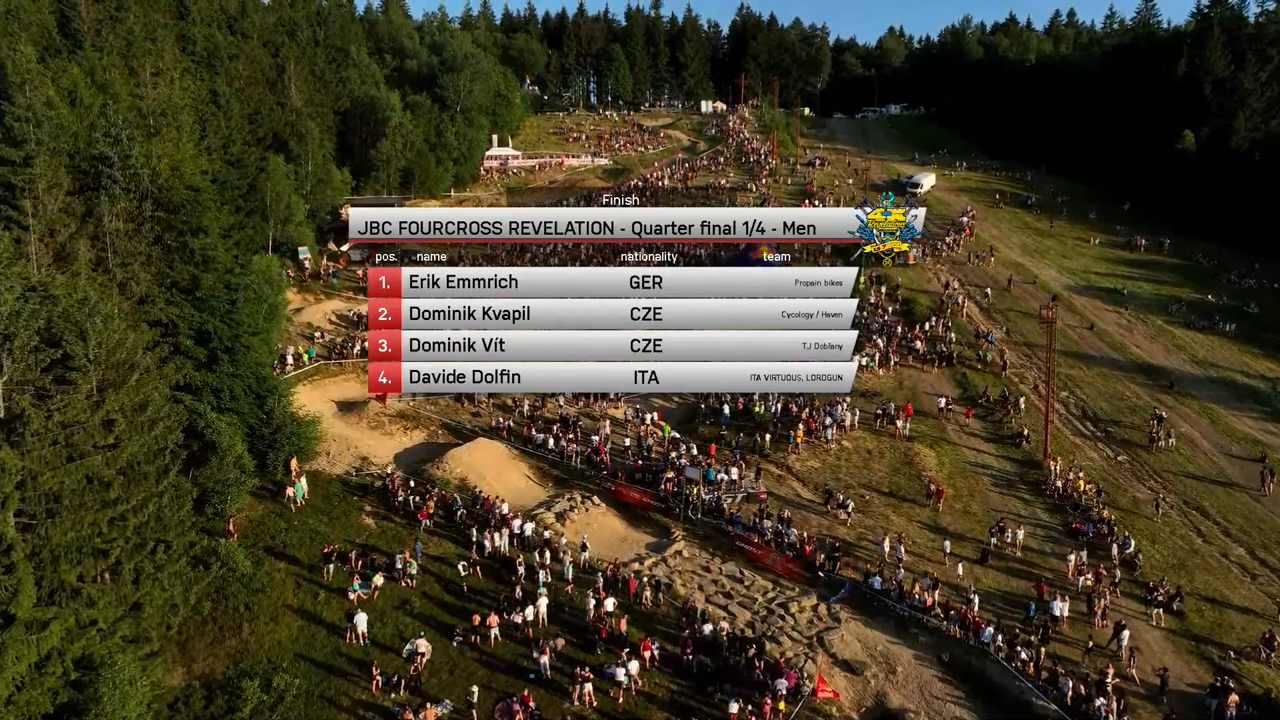 Finish
JBC FOURCROSS REVELATION - Quarter final 1/4 - Men
pos. name nationality team
1. Erik Emmrich GER Propain bikes
2. Dominik Kvapil CZE Cycology / Haven
3. Dominik Vít CZE TJ Dobřany
4. Davide Dolfin ITA ITA VIRTUOUS, LORDGUN
4X
Revelations